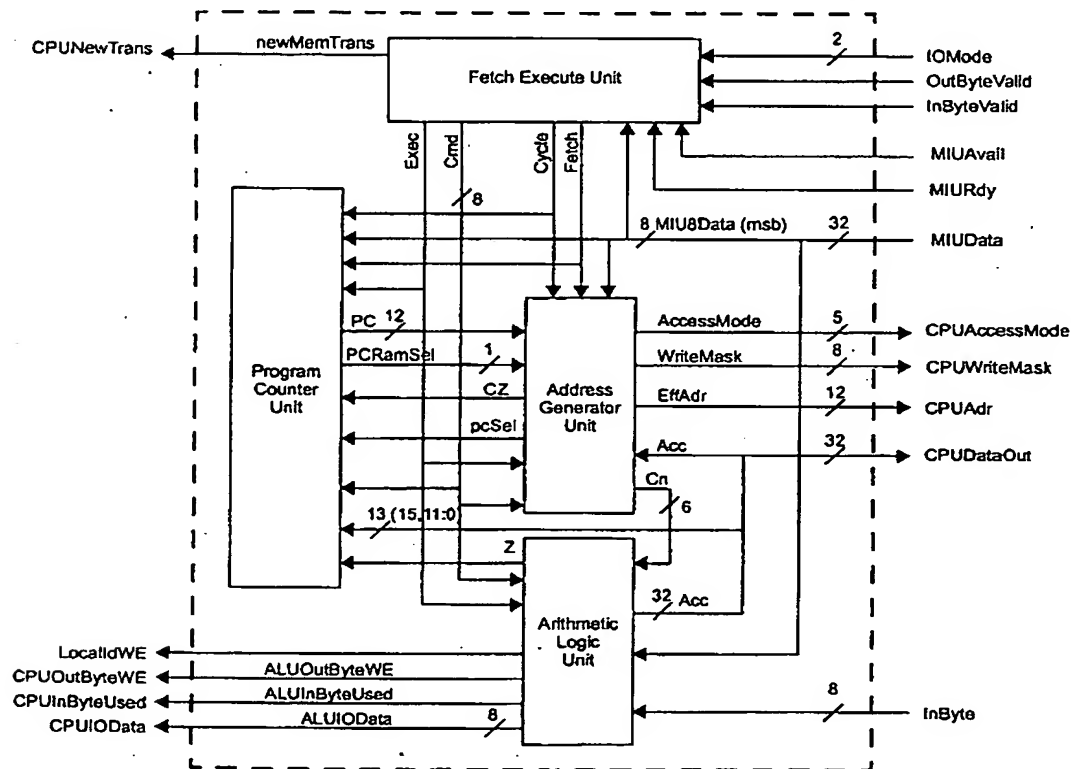 CPUNewTrans
newMemTrans
Fetch Execute Unit
2
IOMode
OutByteValid
InByteValid
MIUAvail
MIURdy
Exec
Cmd
Cycle
Fetch
8
8 MIU8Data (msb)
32
MIUData
PC
12
PCRamSel
1
CZ
pcSel
Program
Counter
Unit
Address
Generator
Unit
AccessMode
5
CPUAccessMode
WriteMask
8
CPUWriteMask
EffAdr
12
CPUAdr
Acc
32
CPUDataOut
Cn
6
13 (15,11:0)
Z
32 Acc
Arithmetic
Logic
Unit
LocalIdWE
CPUOutByteWE
ALUOutByteWE
CPUInByteUsed
ALUInByteUsed
CPUIOData
ALUIOData
8
8
InByte